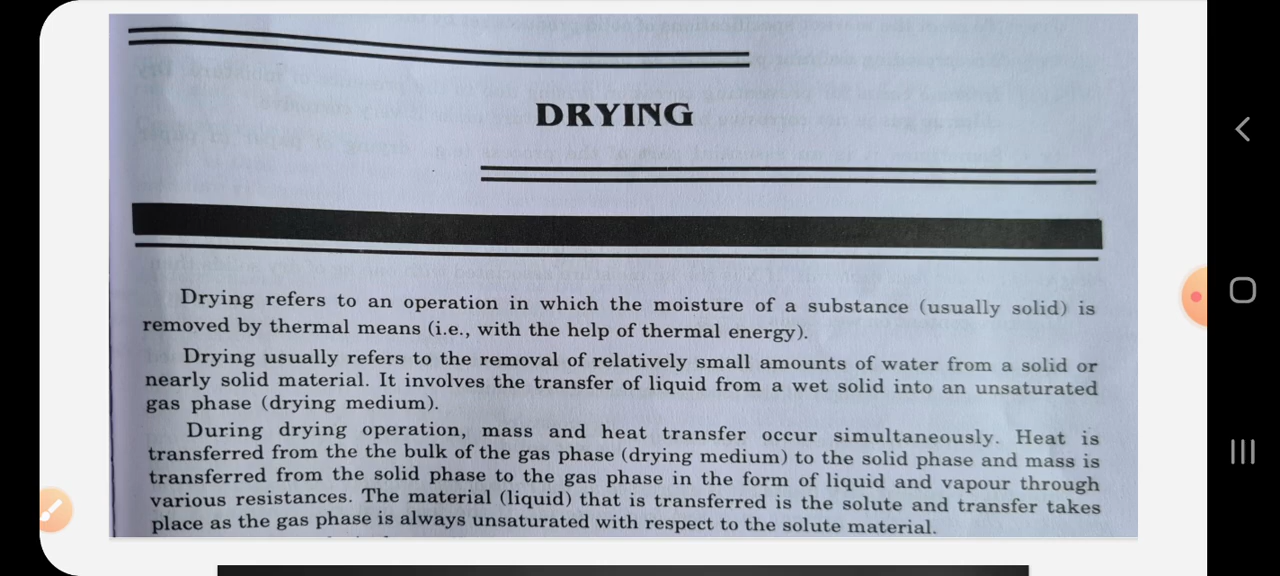 DRYING
Drying refers to an operation in which the moisture of a substance (usually solid) is
removed by thermal means (i.e., with the help of thermal energy).
Drying usually refers to the removal of relatively small amounts of water from a solid or
nearly solid material. It involves the transfer of liquid from a wet solid into an unsaturated
gas phase (drying medium).
During drying operation, mass and heat transfer occur simultaneously. Heat is
transferred from the the bulk of the gas phase (drying medium) to the solid phase and mass is
transferred from the solid phase to the gas phase in the form of liquid and vapour through
various resistances. The material (liquid) that is transferred is the solute and transfer takes
place as the gas phase is always unsaturated with respect to the solute material.